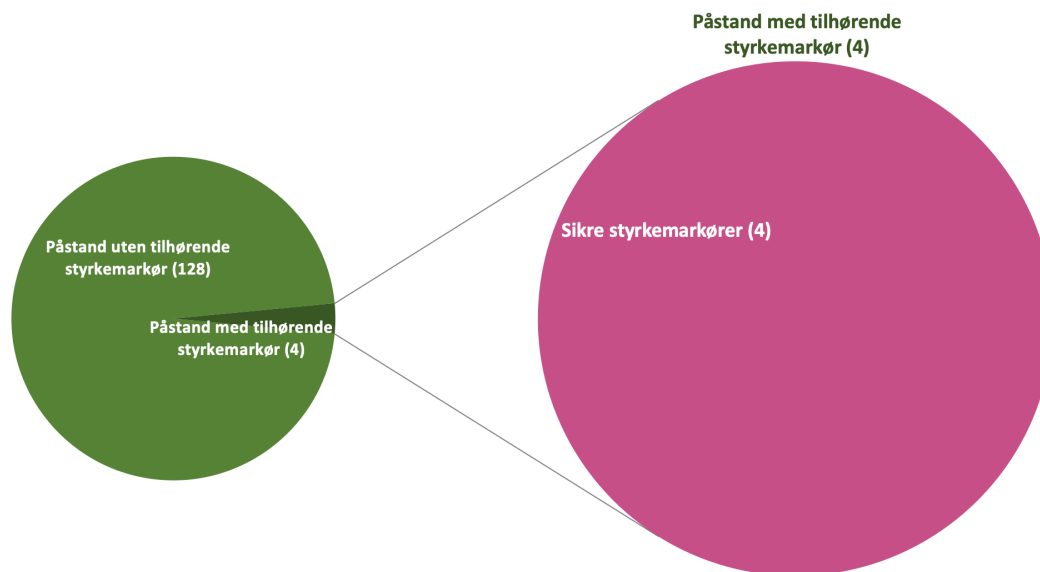 Påstand med tilhørende
styrkemarkør (4)
Sikre styrkemarkører (4)
Påstand uten tilhørende
styrkemarkør (128)
Påstand med tilhørende
styrkemarkør (4)